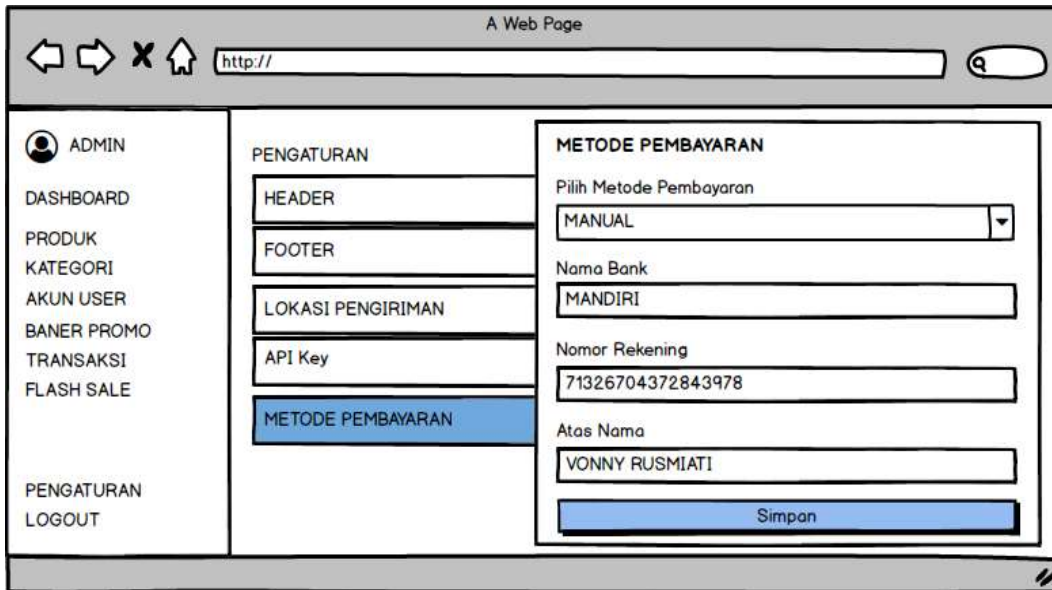 A Web Page
http://
ADMIN
DASHBOARD
PRODUK
KATEGORI
AKUN USER
BANER PROMO
TRANSAKSI
FLASH SALE
PENGATURAN
LOGOUT
PENGATURAN
HEADER
FOOTER
LOKASI PENGIRIMAN
API Key
METODE PEMBAYARAN
METODE PEMBAYARAN
Pilih Metode Pembayaran
MANUAL
Nama Bank
MANDIRI
Nomor Rekening
71326704372843978
Atas Nama
VONNY RUSMIATI
Simpan